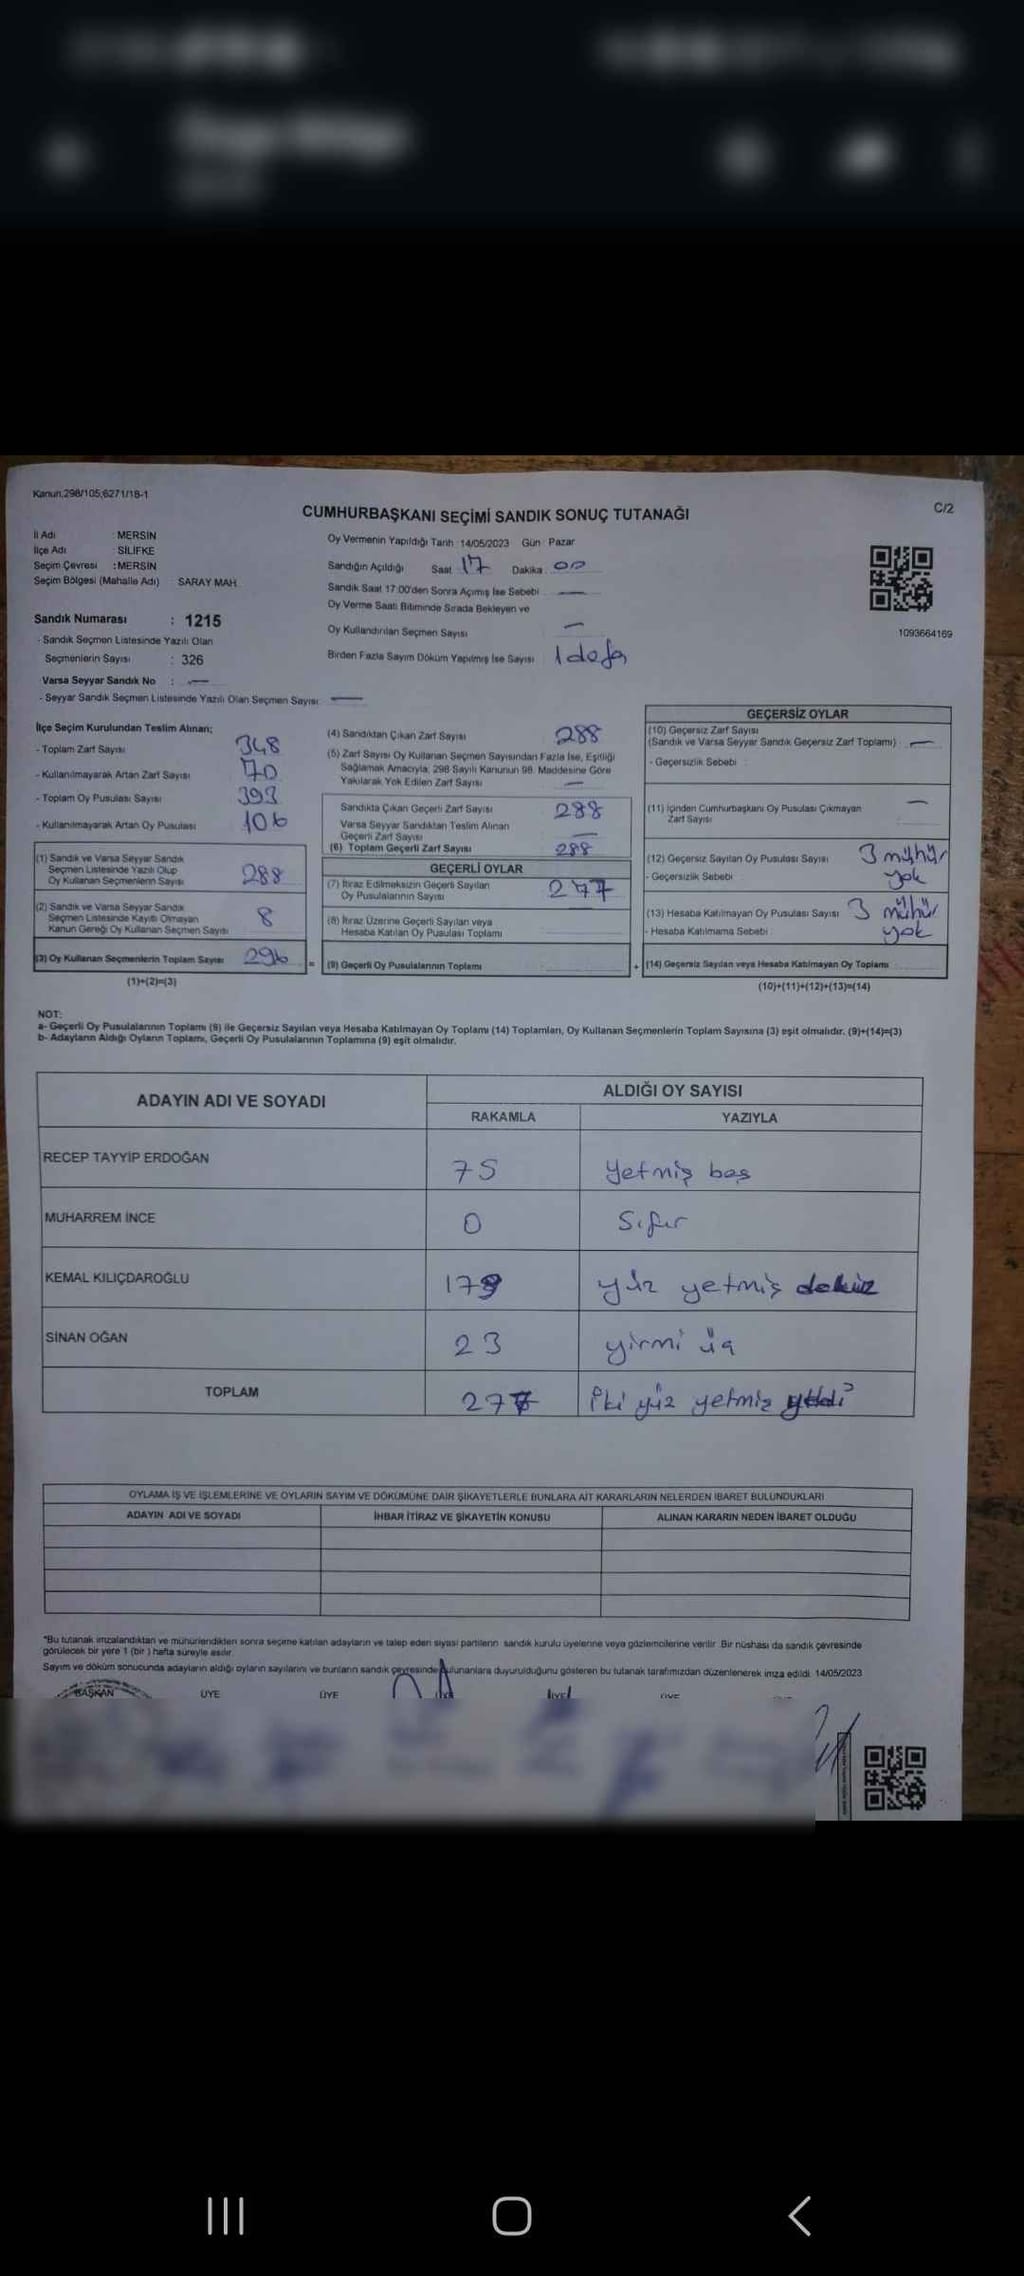 Kanun.298/105;6271/18-1
C/2
CUMHURBAŞKANI SEÇİMİ SANDIK SONUÇ TUTANAĞI
İl Adı : MERSİN
İlçe Adı : SİLİFKE
Seçim Çevresi : MERSİN
Seçim Bölgesi (Mahalle Adı) : SARAY MAH.
Sandık Numarası : 1215
- Sandık Seçmen Listesinde Yazılı Olan
Seçmenlerin Sayısı : 326
Varsa Seyyar Sandık No : —
- Seyyar Sandık Seçmen Listesinde Yazılı Olan Seçmen Sayısı : —
Oy Vermenin Yapıldığı Tarih : 14/05/2023 Gün : Pazar
Sandığın Açıldığı Saat 17 Dakika 00
Sandık Saat 17:00'den Sonra Açımış İse Sebebi —
Oy Verme Saati Bitiminde Sırada Bekleyen ve
Oy Kullandırılan Seçmen Sayısı —
Birden Fazla Sayım Döküm Yapılmış İse Sayısı 1 defa
1093664169
İlçe Seçim Kurulundan Teslim Alınan;
- Toplam Zarf Sayısı 348
- Kullanılmayarak Artan Zarf Sayısı 70
- Toplam Oy Pusulası Sayısı 393
- Kullanılmayarak Artan Oy Pusulası 106
(1) Sandık ve Varsa Seyyar Sandık
Seçmen Listesinde Yazılı Olup
Oy Kullanan Seçmenlerin Sayısı 288
(2) Sandık ve Varsa Seyyar Sandık
Seçmen Listesinde Kayıtlı Olmayan
Kanun Gereği Oy Kullanan Seçmen Sayısı 8
(3) Oy Kullanan Seçmenlerin Toplam Sayısı 296
(1)+(2)=(3)
(4) Sandıktan Çıkan Zarf Sayısı 288
(5) Zarf Sayısı Oy Kullanan Seçmen Sayısından Fazla İse, Eşitliği
Sağlamak Amacıyla; 298 Sayılı Kanunun 98. Maddesine Göre
Yakılarak Yok Edilen Zarf Sayısı —
Sandıkta Çıkan Geçerli Zarf Sayısı 288
Varsa Seyyar Sandıktan Teslim Alınan
Geçerli Zarf Sayısı —
(6) Toplam Geçerli Zarf Sayısı 288
GEÇERLİ OYLAR
(7) İtiraz Edilmeksizin Geçerli Sayılan
Oy Pusulalarının Sayısı 277
(8) İtiraz Üzerine Geçerli Sayılan veya
Hesaba Katılan Oy Pusulası Toplamı
(9) Geçerli Oy Pusulalarının Toplamı
GEÇERSİZ OYLAR
(10) Geçersiz Zarf Sayısı
(Sandık ve Varsa Seyyar Sandık Geçersiz Zarf Toplamı) : —
- Geçersizlik Sebebi :
(11) İçinden Cumhurbaşkanı Oy Pusulası Çıkmayan
Zarf Sayısı —
(12) Geçersiz Sayılan Oy Pusulası Sayısı 3 mühür
- Geçersizlik Sebebi : yok
(13) Hesaba Katılmayan Oy Pusulası Sayısı 3 mühür
- Hesaba Katılmama Sebebi : yok
(14) Geçersiz Sayılan veya Hesaba Katılmayan Oy Toplamı
(10)+(11)+(12)+(13)=(14)
NOT:
a- Geçerli Oy Pusulalarının Toplamı (9) ile Geçersiz Sayılan veya Hesaba Katılmayan Oy Toplamı (14) Toplamları, Oy Kullanan Seçmenlerin Toplam Sayısına (3) eşit olmalıdır. (9)+(14)=(3)
b- Adayların Aldığı Oyların Toplamı, Geçerli Oy Pusulalarının Toplamına (9) eşit olmalıdır.
ADAYIN ADI VE SOYADI
ALDIĞI OY SAYISI
RAKAMLA YAZIYLA
RECEP TAYYİP ERDOĞAN 75 yetmiş beş
MUHARREM İNCE 0 Sıfır
KEMAL KILIÇDAROĞLU 179 yüz yetmiş dokuz
SİNAN OĞAN 23 yirmi üç
TOPLAM 277 iki yüz yetmiş yedi
OYLAMA İŞ VE İŞLEMLERİNE VE OYLARIN SAYIM VE DÖKÜMÜNE DAİR ŞİKAYETLERLE BUNLARA AİT KARARLARIN NELERDEN İBARET BULUNDUKLARI
ADAYIN ADI VE SOYADI İHBAR İTİRAZ VE ŞİKAYETİN KONUSU ALINAN KARARIN NEDEN İBARET OLDUĞU
*Bu tutanak imzalandıktan ve mühürlendikten sonra seçime katılan adayların ve talep eden siyasi partilerin sandık kurulu üyelerine veya gözlemcilerine verilir. Bir nüshası da sandık çevresinde
görülecek bir yere 1 (bir) hafta süreyle asılır.
Sayım ve döküm sonucunda adayların aldığı oyların sayılarını ve bunların sandık çevresinde bulunanlara duyurulduğunu gösteren bu tutanak tarafımızdan düzenlenerek imza edildi. 14/05/2023
BAŞKAN ÜYE ÜYE ÜYE ÜYE ÜYE